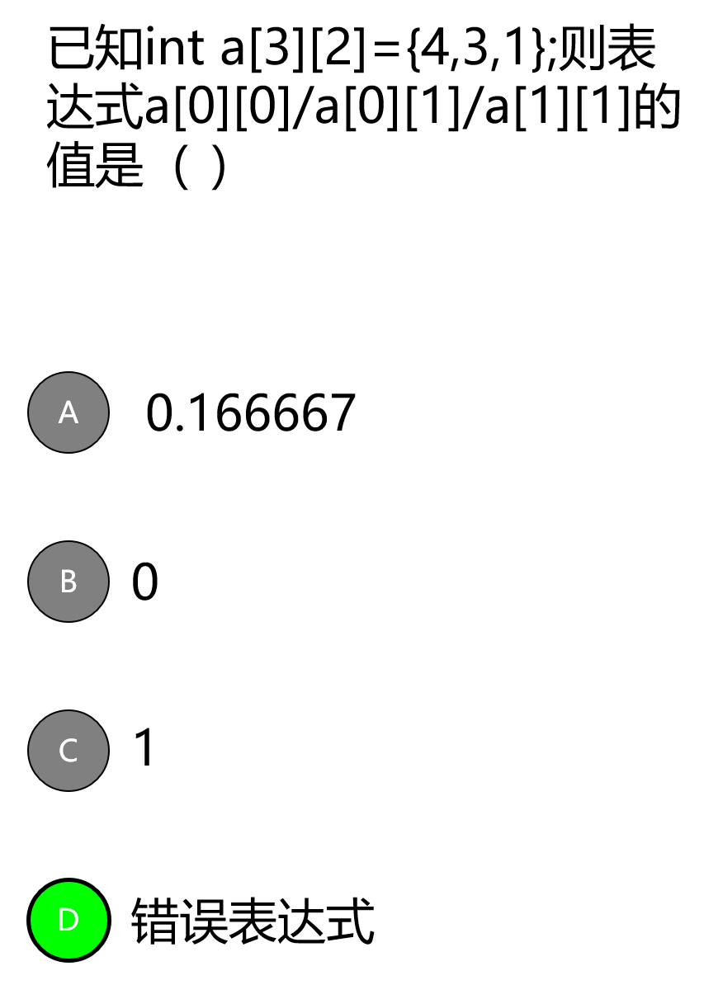 已知int a[3][2]={4,3,1};则表
达式a[0][0]/a[0][1]/a[1][1]的
值是（ ）
A 0.166667
B 0
C 1
D 错误表达式